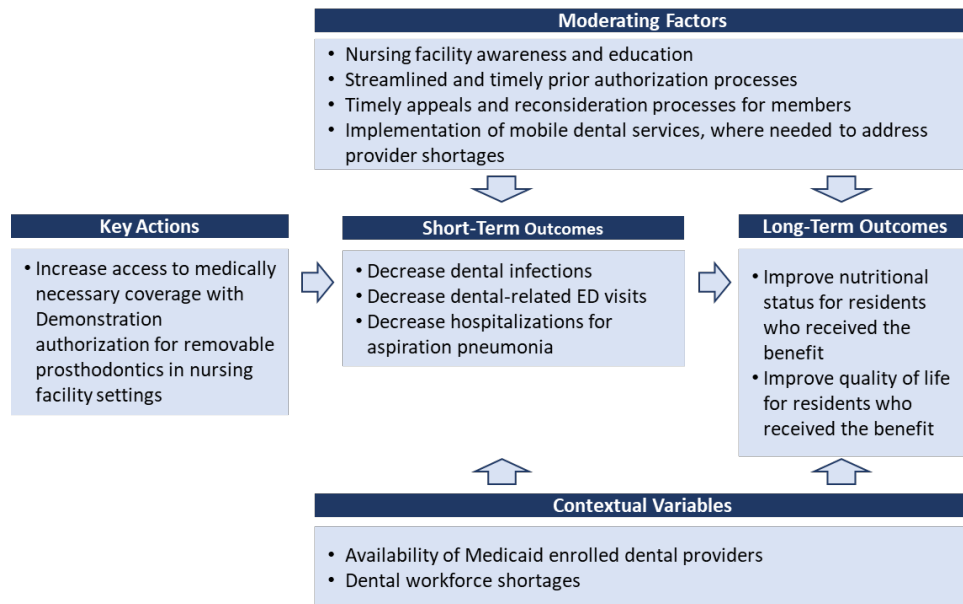 Moderating Factors
• Nursing facility awareness and education
• Streamlined and timely prior authorization processes
• Timely appeals and reconsideration processes for members
• Implementation of mobile dental services, where needed to address
provider shortages
Key Actions
• Increase access to medically
necessary coverage with
Demonstration
authorization for removable
prosthodontics in nursing
facility settings
Short-Term Outcomes
• Decrease dental infections
• Decrease dental-related ED visits
• Decrease hospitalizations for
aspiration pneumonia
Long-Term Outcomes
• Improve nutritional
status for residents
who received the
benefit
• Improve quality of life
for residents who
received the benefit
Contextual Variables
• Availability of Medicaid enrolled dental providers
• Dental workforce shortages